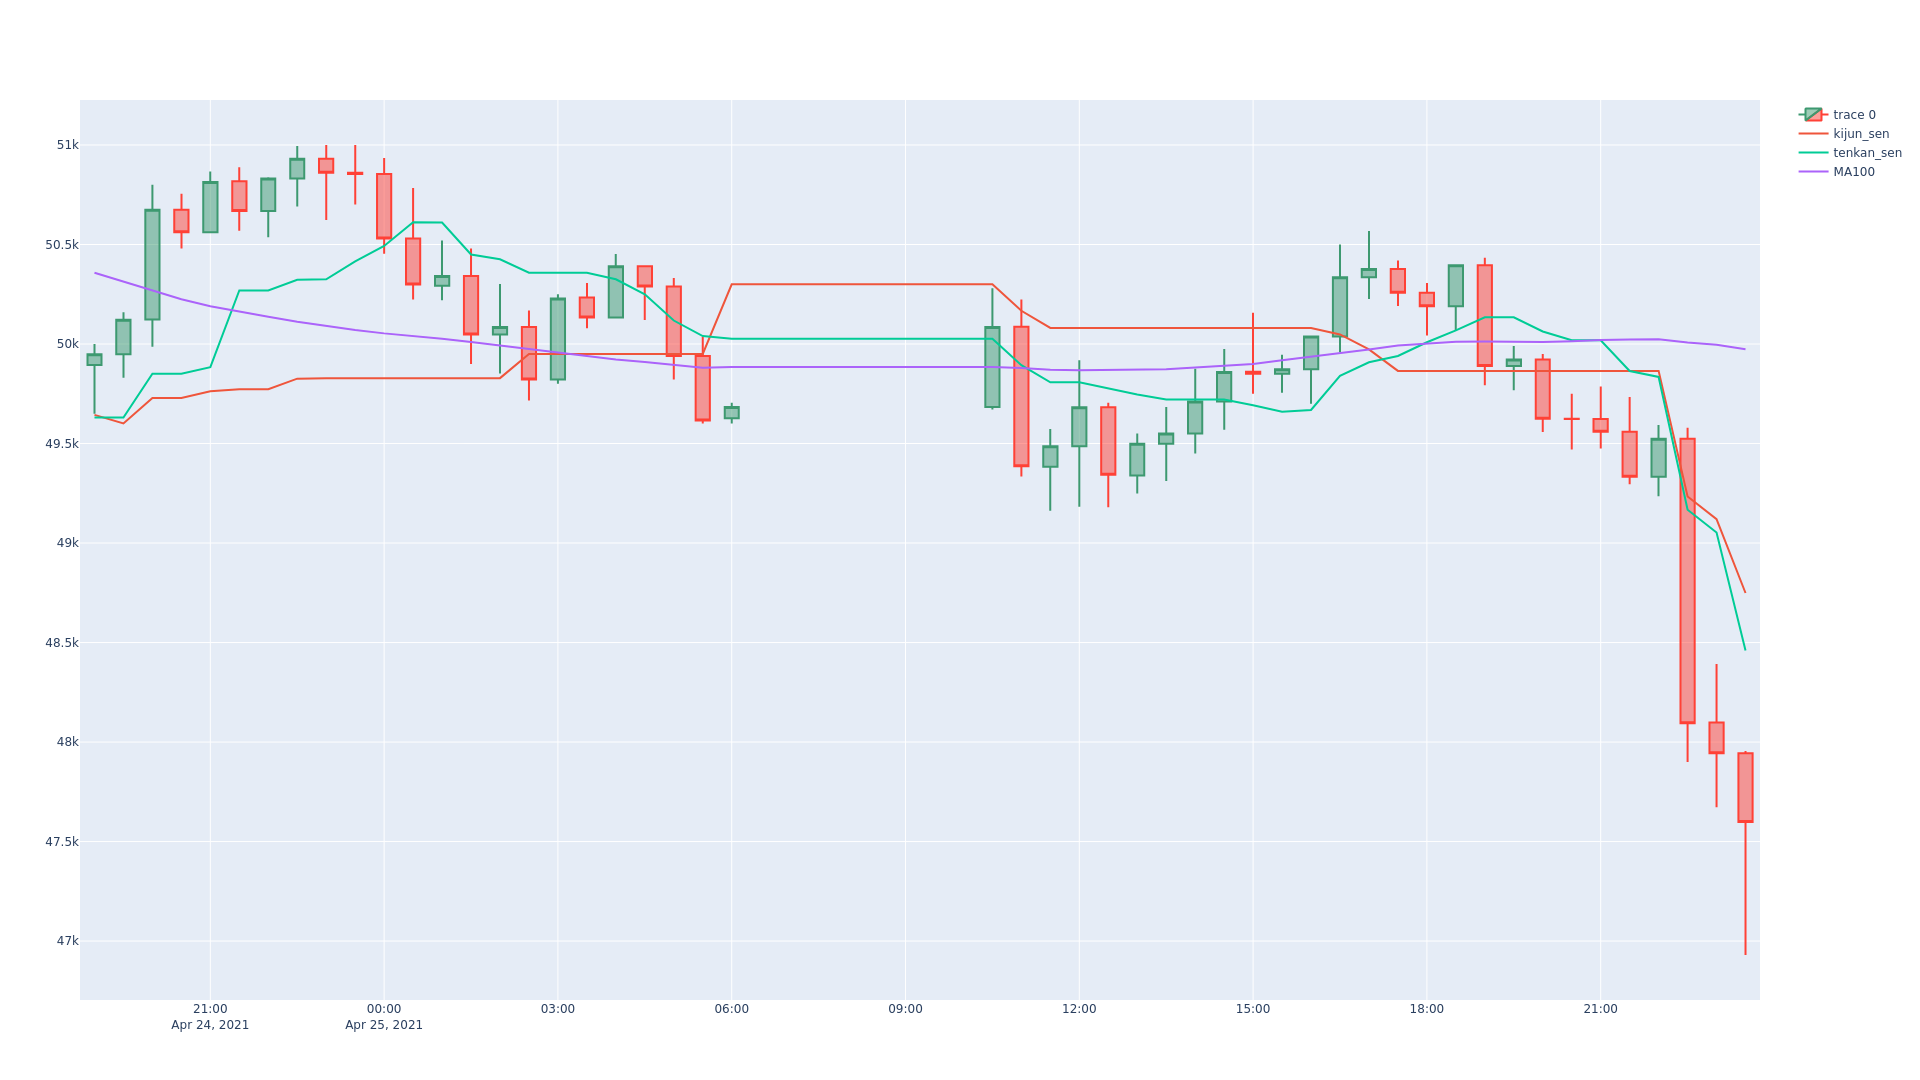 trace 0
kijun_sen
tenkan_sen
MA100
51k
50.5k
50k
49.5k
49k
48.5k
48k
47.5k
47k
21:00
Apr 24, 2021
00:00
Apr 25, 2021
03:00
06:00
09:00
12:00
15:00
18:00
21:00